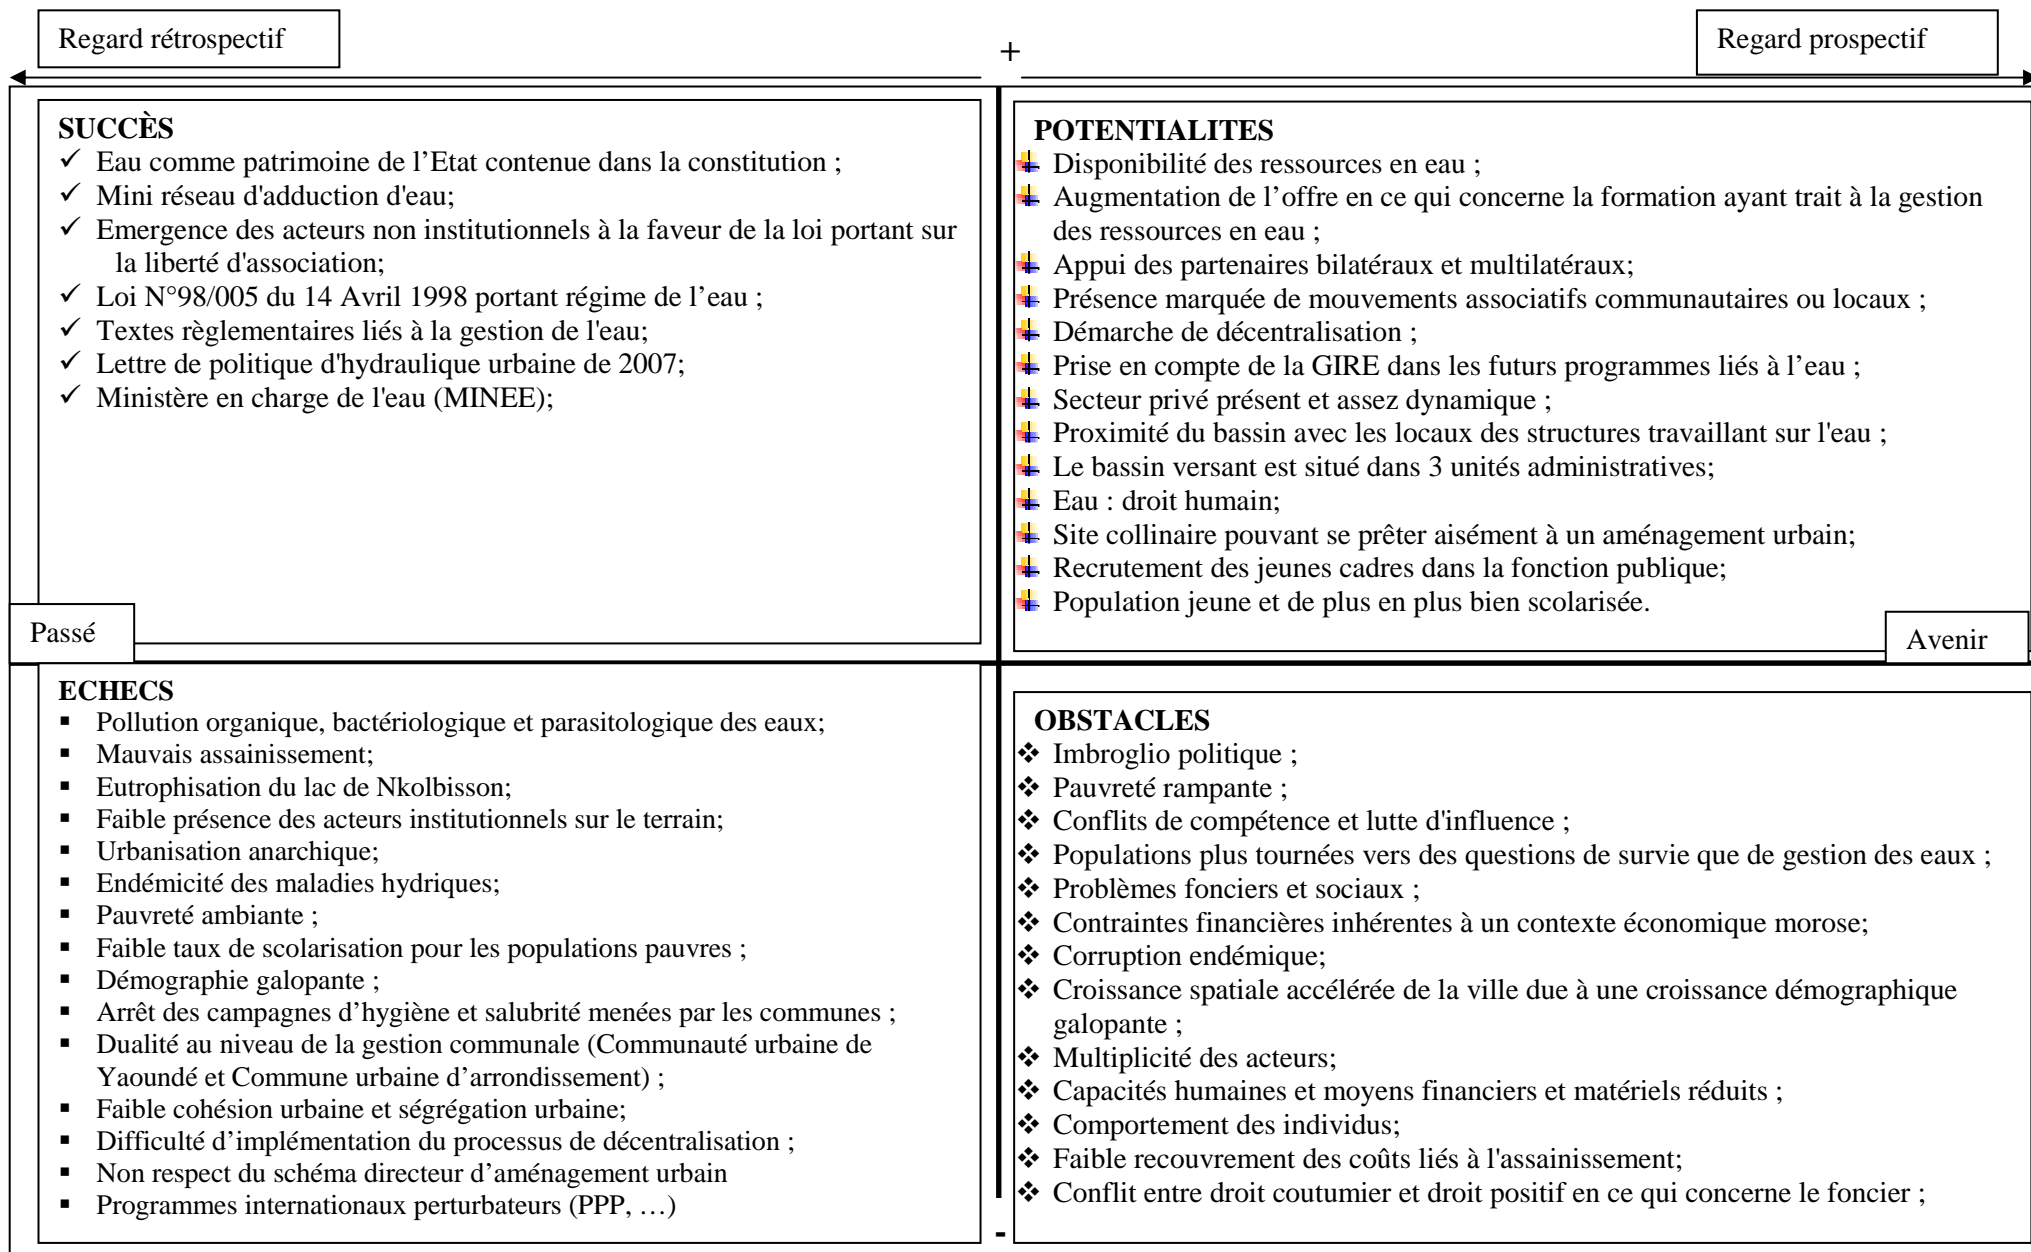 Regard rétrospectif
+
Regard prospectif
SUCCÈS
✓ Eau comme patrimoine de l’Etat contenue dans la constitution ;
✓ Mini réseau d'adduction d'eau;
✓ Emergence des acteurs non institutionnels à la faveur de la loi portant sur
la liberté d'association;
✓ Loi N°98/005 du 14 Avril 1998 portant régime de l’eau ;
✓ Textes règlementaires liés à la gestion de l'eau;
✓ Lettre de politique d'hydraulique urbaine de 2007;
✓ Ministère en charge de l'eau (MINEE);
POTENTIALITES
Disponibilité des ressources en eau ;
Augmentation de l’offre en ce qui concerne la formation ayant trait à la gestion
des ressources en eau ;
Appui des partenaires bilatéraux et multilatéraux;
Présence marquée de mouvements associatifs communautaires ou locaux ;
Démarche de décentralisation ;
Prise en compte de la GIRE dans les futurs programmes liés à l’eau ;
Secteur privé présent et assez dynamique ;
Proximité du bassin avec les locaux des structures travaillant sur l'eau ;
Le bassin versant est situé dans 3 unités administratives;
Eau : droit humain;
Site collinaire pouvant se prêter aisément à un aménagement urbain;
Recrutement des jeunes cadres dans la fonction publique;
Population jeune et de plus en plus bien scolarisée.
Passé
Avenir
ECHECS
▪ Pollution organique, bactériologique et parasitologique des eaux;
▪ Mauvais assainissement;
▪ Eutrophisation du lac de Nkolbisson;
▪ Faible présence des acteurs institutionnels sur le terrain;
▪ Urbanisation anarchique;
▪ Endémicité des maladies hydriques;
▪ Pauvreté ambiante ;
▪ Faible taux de scolarisation pour les populations pauvres ;
▪ Démographie galopante ;
▪ Arrêt des campagnes d’hygiène et salubrité menées par les communes ;
▪ Dualité au niveau de la gestion communale (Communauté urbaine de
Yaoundé et Commune urbaine d’arrondissement) ;
▪ Faible cohésion urbaine et ségrégation urbaine;
▪ Difficulté d’implémentation du processus de décentralisation ;
▪ Non respect du schéma directeur d’aménagement urbain
▪ Programmes internationaux perturbateurs (PPP, …)
OBSTACLES
❖ Imbroglio politique ;
❖ Pauvreté rampante ;
❖ Conflits de compétence et lutte d'influence ;
❖ Populations plus tournées vers des questions de survie que de gestion des eaux ;
❖ Problèmes fonciers et sociaux ;
❖ Contraintes financières inhérentes à un contexte économique morose;
❖ Corruption endémique;
❖ Croissance spatiale accélérée de la ville due à une croissance démographique
galopante ;
❖ Multiplicité des acteurs;
❖ Capacités humaines et moyens financiers et matériels réduits ;
❖ Comportement des individus;
❖ Faible recouvrement des coûts liés à l'assainissement;
❖ Conflit entre droit coutumier et droit positif en ce qui concerne le foncier ;
-